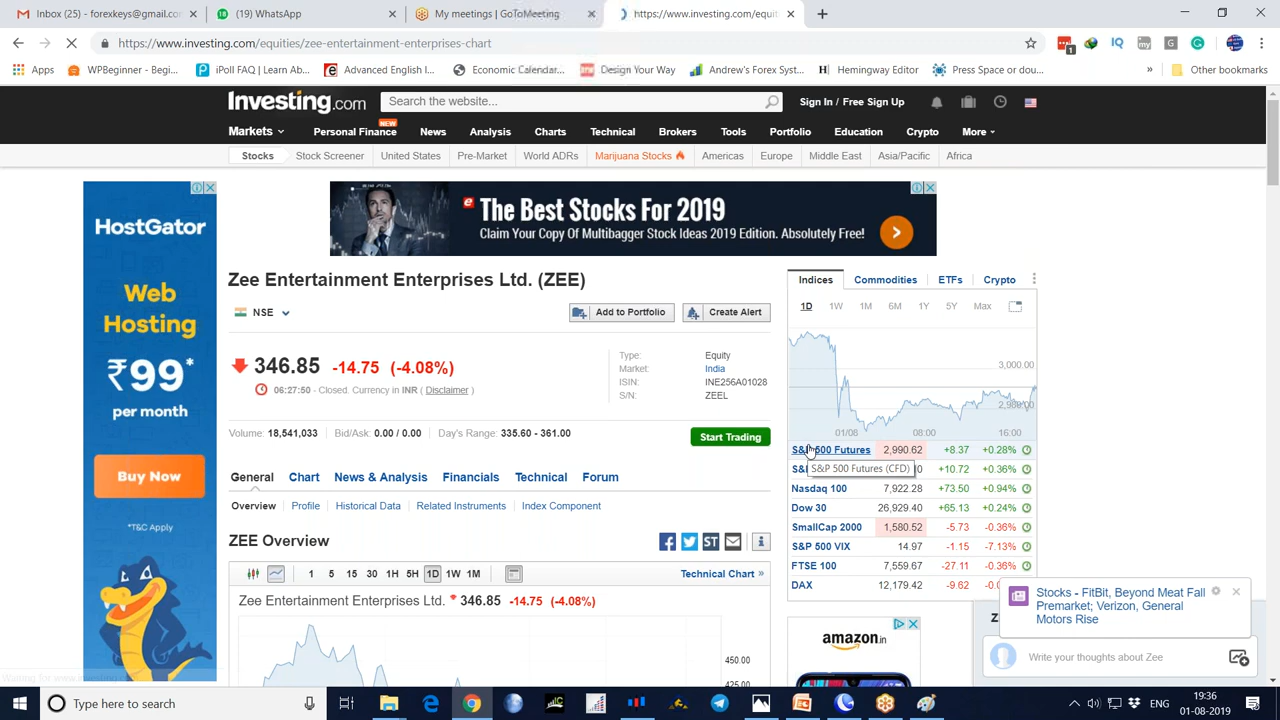 Inbox (25) - forexkeys@gmail.con
(19) WhatsApp
My meetings | GoToMeeting
https://www.investing.com/equiti
https://www.investing.com/equities/zee-entertainment-enterprises-chart
Apps
WPBeginner - Begi...
iPoll FAQ | Learn Ab...
Advanced English I...
Economic Calendar...
Design Your Way
Andrew's Forex Syst...
Hemingway Editor
Press Space or dou...
»
Other bookmarks
Investing.com
Search the website...
Sign In / Free Sign Up
NEW
Markets
Personal Finance
News
Analysis
Charts
Technical
Brokers
Tools
Portfolio
Education
Crypto
More
Stocks
Stock Screener
United States
Pre-Market
World ADRs
Marijuana Stocks
Americas
Europe
Middle East
Asia/Pacific
Africa
HostGator
Web
Hosting
₹99*
per month
Buy Now
*T&C Apply
The Best Stocks For 2019
Claim Your Copy Of Multibagger Stock Ideas 2019 Edition. Absolutely Free!
Zee Entertainment Enterprises Ltd. (ZEE)
NSE
Add to Portfolio
Create Alert
346.85 -14.75 (-4.08%)
06:27:50 - Closed. Currency in INR ( Disclaimer )
Type: Equity
Market: India
ISIN: INE256A01028
S/N: ZEEL
Volume: 18,541,033
Bid/Ask: 0.00 / 0.00
Day's Range: 335.60 - 361.00
Start Trading
General
Chart
News & Analysis
Financials
Technical
Forum
Overview
Profile
Historical Data
Related Instruments
Index Component
ZEE Overview
1 5 15 30 1H 5H 1D 1W 1M
Technical Chart »
Zee Entertainment Enterprises Ltd. 346.85 -14.75 (-4.08%)
450.00
425.00
Indices
Commodities
ETFs
Crypto
1D 1W 1M 6M 1Y 5Y Max
3,000.00
2,980.00
01/08 08:00 16:00
S&P 500 Futures 2,990.62 +8.37 +0.28%
S&P 500 Futures (CFD)
+10.72 +0.36%
Nasdaq 100 7,922.28 +73.50 +0.94%
Dow 30 26,929.40 +65.13 +0.24%
SmallCap 2000 1,580.52 -5.73 -0.36%
S&P 500 VIX 14.97 -1.15 -7.13%
FTSE 100 7,559.67 -27.11 -0.36%
DAX 12,179.42 -9.62
Stocks - FitBit, Beyond Meat Fall
Premarket; Verizon, General
Motors Rise
Write your thoughts about Zee
amazon.in
Type here to search
19:36
01-08-2019